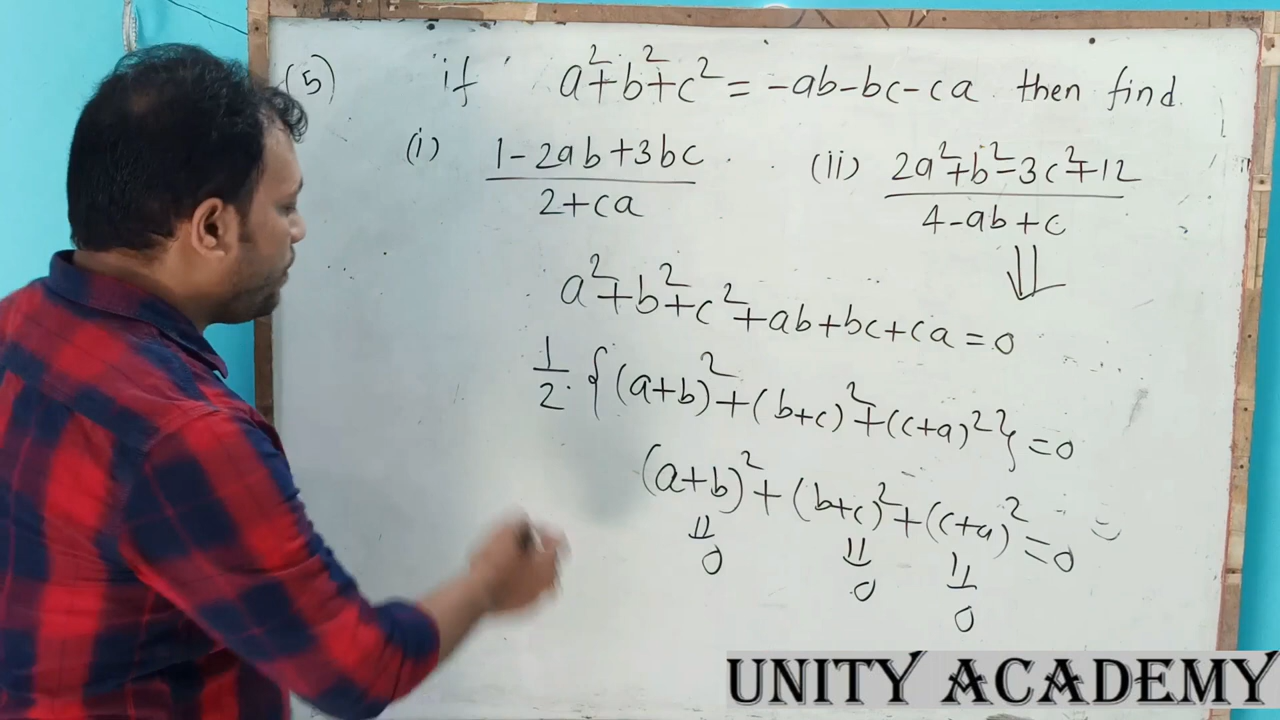 (5) if a²+b²+c² = -ab-bc-ca then find
(i) 1-2ab+3bc / 2+ca (ii) 2a²+b²-3c²+12 / 4-ab+c
⇓
a²+b²+c²+ab+bc+ca=0
1/2 {(a+b)²+(b+c)²+(c+a)²}=0
(a+b)²+(b+c)²+(c+a)²=0
= 0 = 0 = 0
UNITY ACADEMY